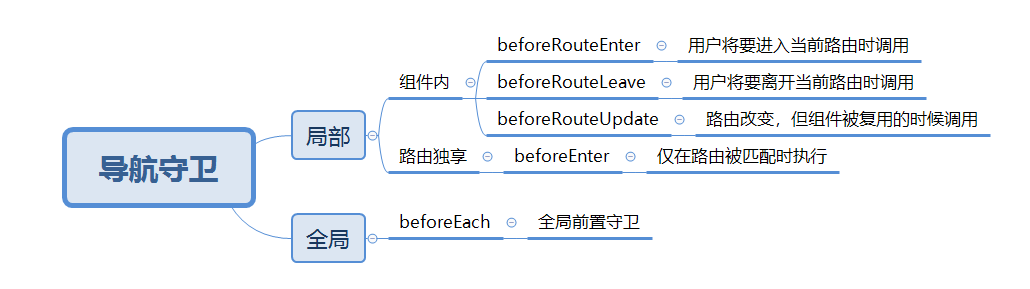 导航守卫
局部
组件内
beforeRouteEnter
用户将要进入当前路由时调用
beforeRouteLeave
用户将要离开当前路由时调用
beforeRouteUpdate
路由改变，但组件被复用的时候调用
路由独享
beforeEnter
仅在路由被匹配时执行
全局
beforeEach
全局前置守卫